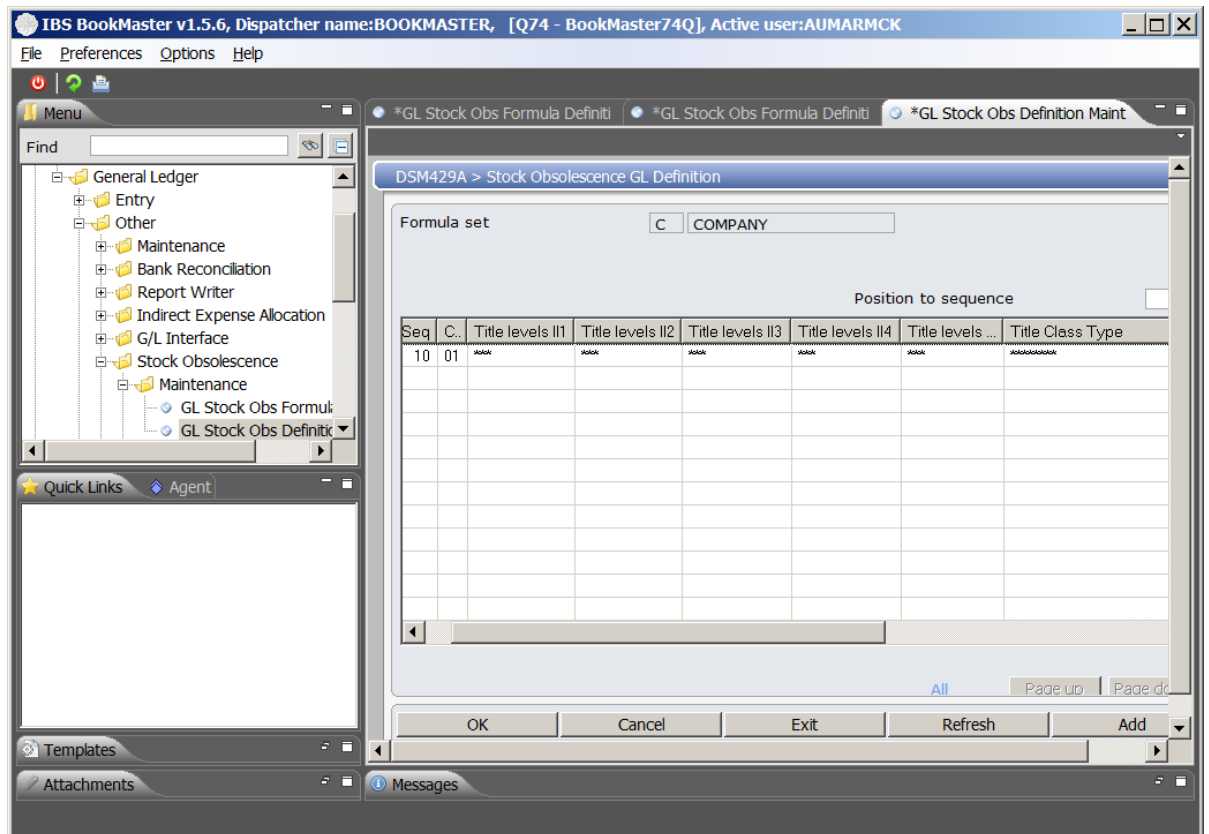 IBS BookMaster v1.5.6, Dispatcher name:BOOKMASTER, [Q74 - BookMaster74Q], Active user:AUMARMCK
File Preferences Options Help
Menu
Find
General Ledger
Entry
Other
Maintenance
Bank Reconciliation
Report Writer
Indirect Expense Allocation
G/L Interface
Stock Obsolescence
Maintenance
GL Stock Obs Formul
GL Stock Obs Definitic
Quick Links Agent
Templates
Attachments
*GL Stock Obs Formula Definiti *GL Stock Obs Formula Definiti *GL Stock Obs Definition Maint
DSM429A > Stock Obsolescence GL Definition
Formula set C COMPANY
Position to sequence
Seq C.. Title levels ll1 Title levels ll2 Title levels ll3 Title levels ll4 Title levels ... Title Class Type
10 01 *** *** *** *** *** *********
All Page up Page do
OK Cancel Exit Refresh Add
Messages